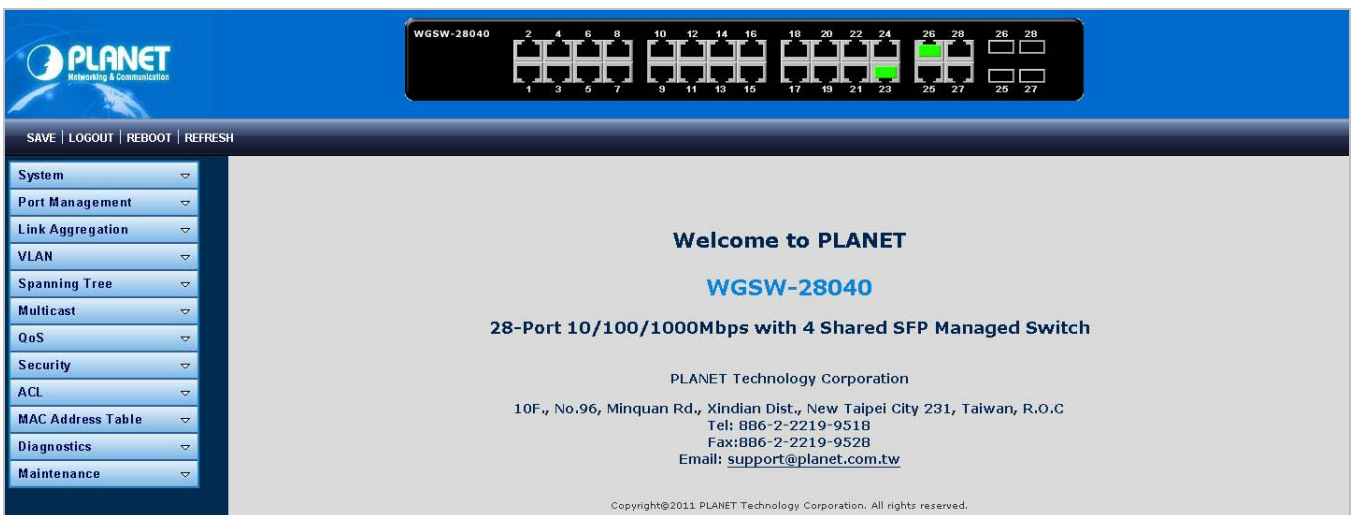 PLANET
Networking & Communication
WGSW-28040
2 4 6 8 10 12 14 16 18 20 22 24 26 28 26 28
1 3 5 7 9 11 13 15 17 19 21 23 25 27 25 27
SAVE | LOGOUT | REBOOT | REFRESH
System
Port Management
Link Aggregation
VLAN
Spanning Tree
Multicast
QoS
Security
ACL
MAC Address Table
Diagnostics
Maintenance
Welcome to PLANET
WGSW-28040
28-Port 10/100/1000Mbps with 4 Shared SFP Managed Switch
PLANET Technology Corporation
10F., No.96, Minquan Rd., Xindian Dist., New Taipei City 231, Taiwan, R.O.C
Tel: 886-2-2219-9518
Fax:886-2-2219-9528
Email: support@planet.com.tw
Copyright©2011 PLANET Technology Corporation. All rights reserved.